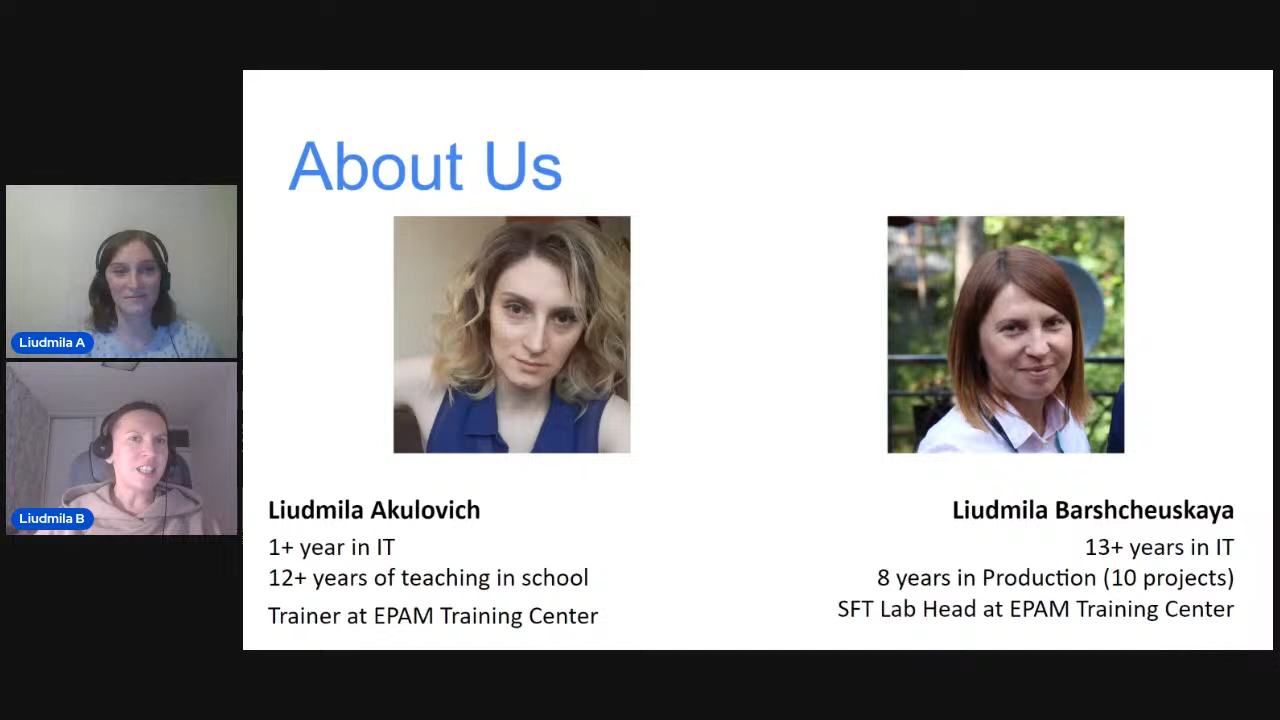 About Us
Liudmila A
Liudmila B
Liudmila Akulovich
1+ year in IT
12+ years of teaching in school
Trainer at EPAM Training Center
Liudmila Barshcheuskaya
13+ years in IT
8 years in Production (10 projects)
SFT Lab Head at EPAM Training Center